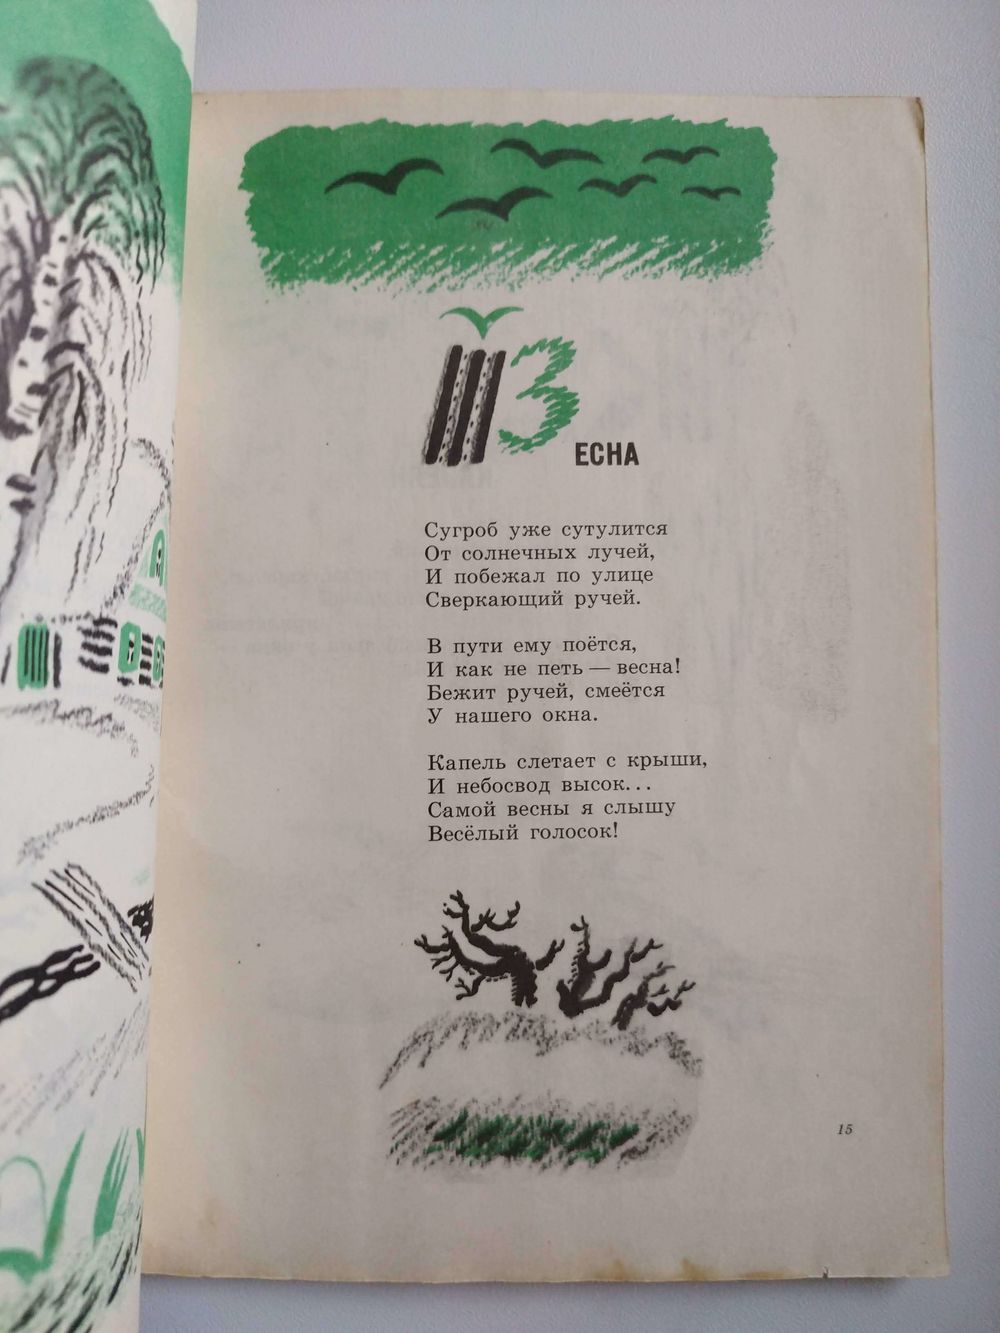 ВЕСНА
Сугроб уже сутулится
От солнечных лучей,
И побежал по улице
Сверкающий ручей.
В пути ему поётся,
И как не петь — весна!
Бежит ручей, смеётся
У нашего окна.
Капель слетает с крыши,
И небосвод высок...
Самой весны я слышу
Весёлый голосок!
15